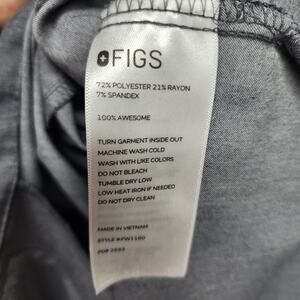 FIGS
72% POLYESTER 21% RAYON
7% SPANDEX
100% AWESOME
TURN GARMENT INSIDE OUT
MACHINE WASH COLD
WASH WITH LIKE COLORS
DO NOT BLEACH
TUMBLE DRY LOW
LOW HEAT IRON IF NEEDED
DO NOT DRY CLEAN
MADE IN VIETNAM
STYLE #FW1160